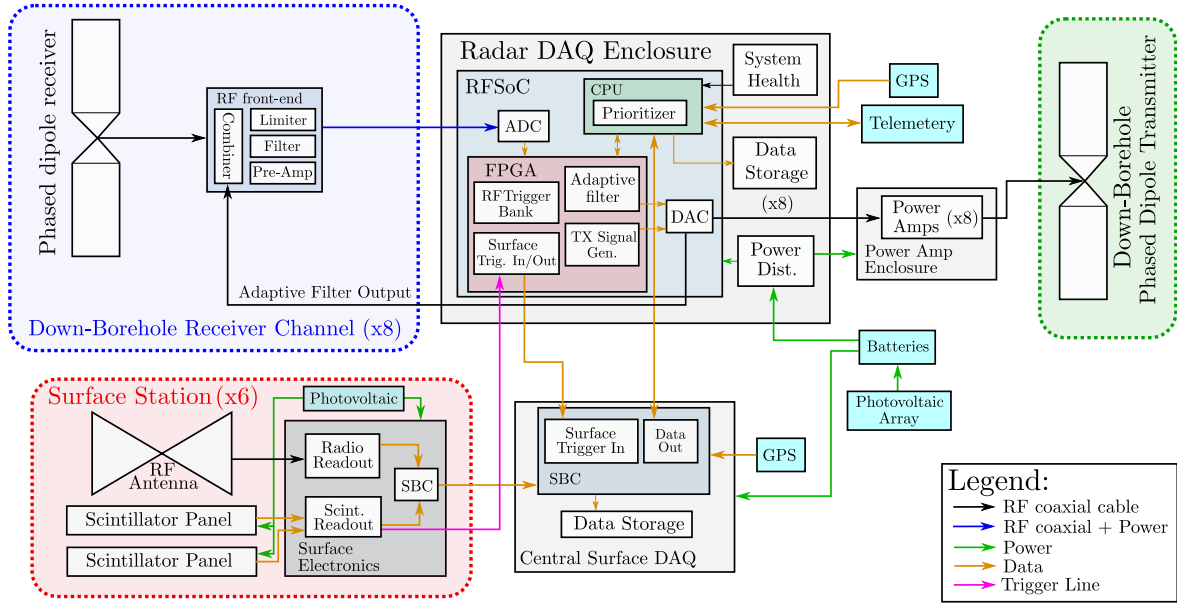 Phased dipole receiver
RF front-end
Combiner
Limiter
Filter
Pre-Amp
Adaptive Filter Output
Down-Borehole Receiver Channel (x8)
Radar DAQ Enclosure
RFSoC
ADC
CPU
Prioritizer
System
Health
Data
Storage
(x8)
FPGA
RF Trigger
Bank
Adaptive
filter
Surface
Trig. In/Out
TX Signal
Gen.
DAC
Power
Dist.
GPS
Telemetery
Power
Amps
(x8)
Power Amp
Enclosure
Down-Borehole
Phased Dipole Transmitter
Batteries
Photovoltaic
Array
Surface Station (x6)
Photovoltaic
RF
Antenna
Radio
Readout
SBC
Scint.
Readout
Surface
Electronics
Scintillator Panel
Scintillator Panel
Surface
Trigger In
Data
Out
SBC
GPS
Data Storage
Central Surface DAQ
Legend:
RF coaxial cable
RF coaxial + Power
Power
Data
Trigger Line